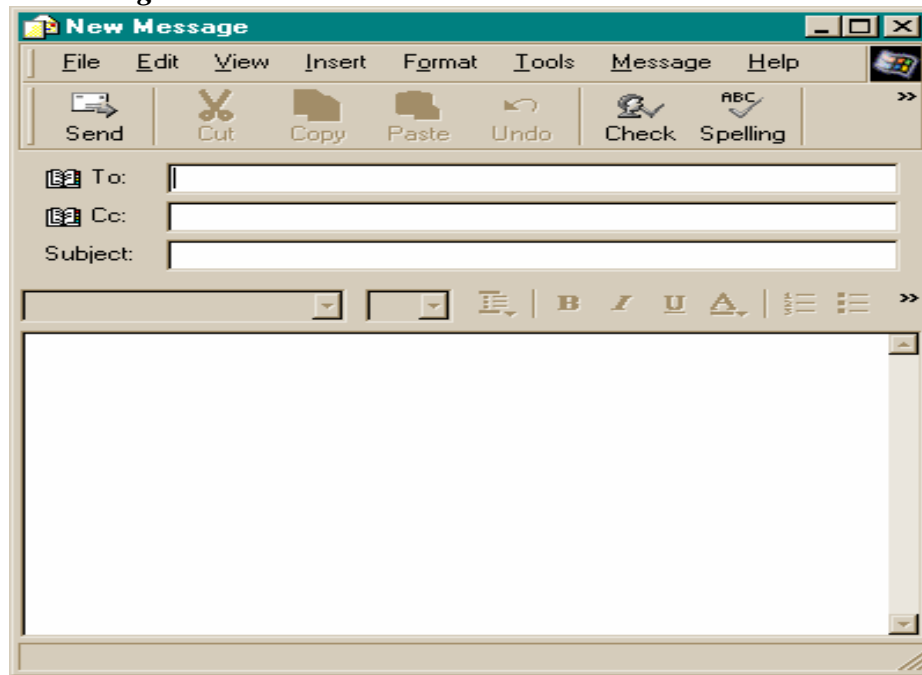 New Message
File Edit View Insert Format Tools Message Help
Send Cut Copy Paste Undo Check ABC Spelling »
To:
Cc:
Subject:
B I U A »